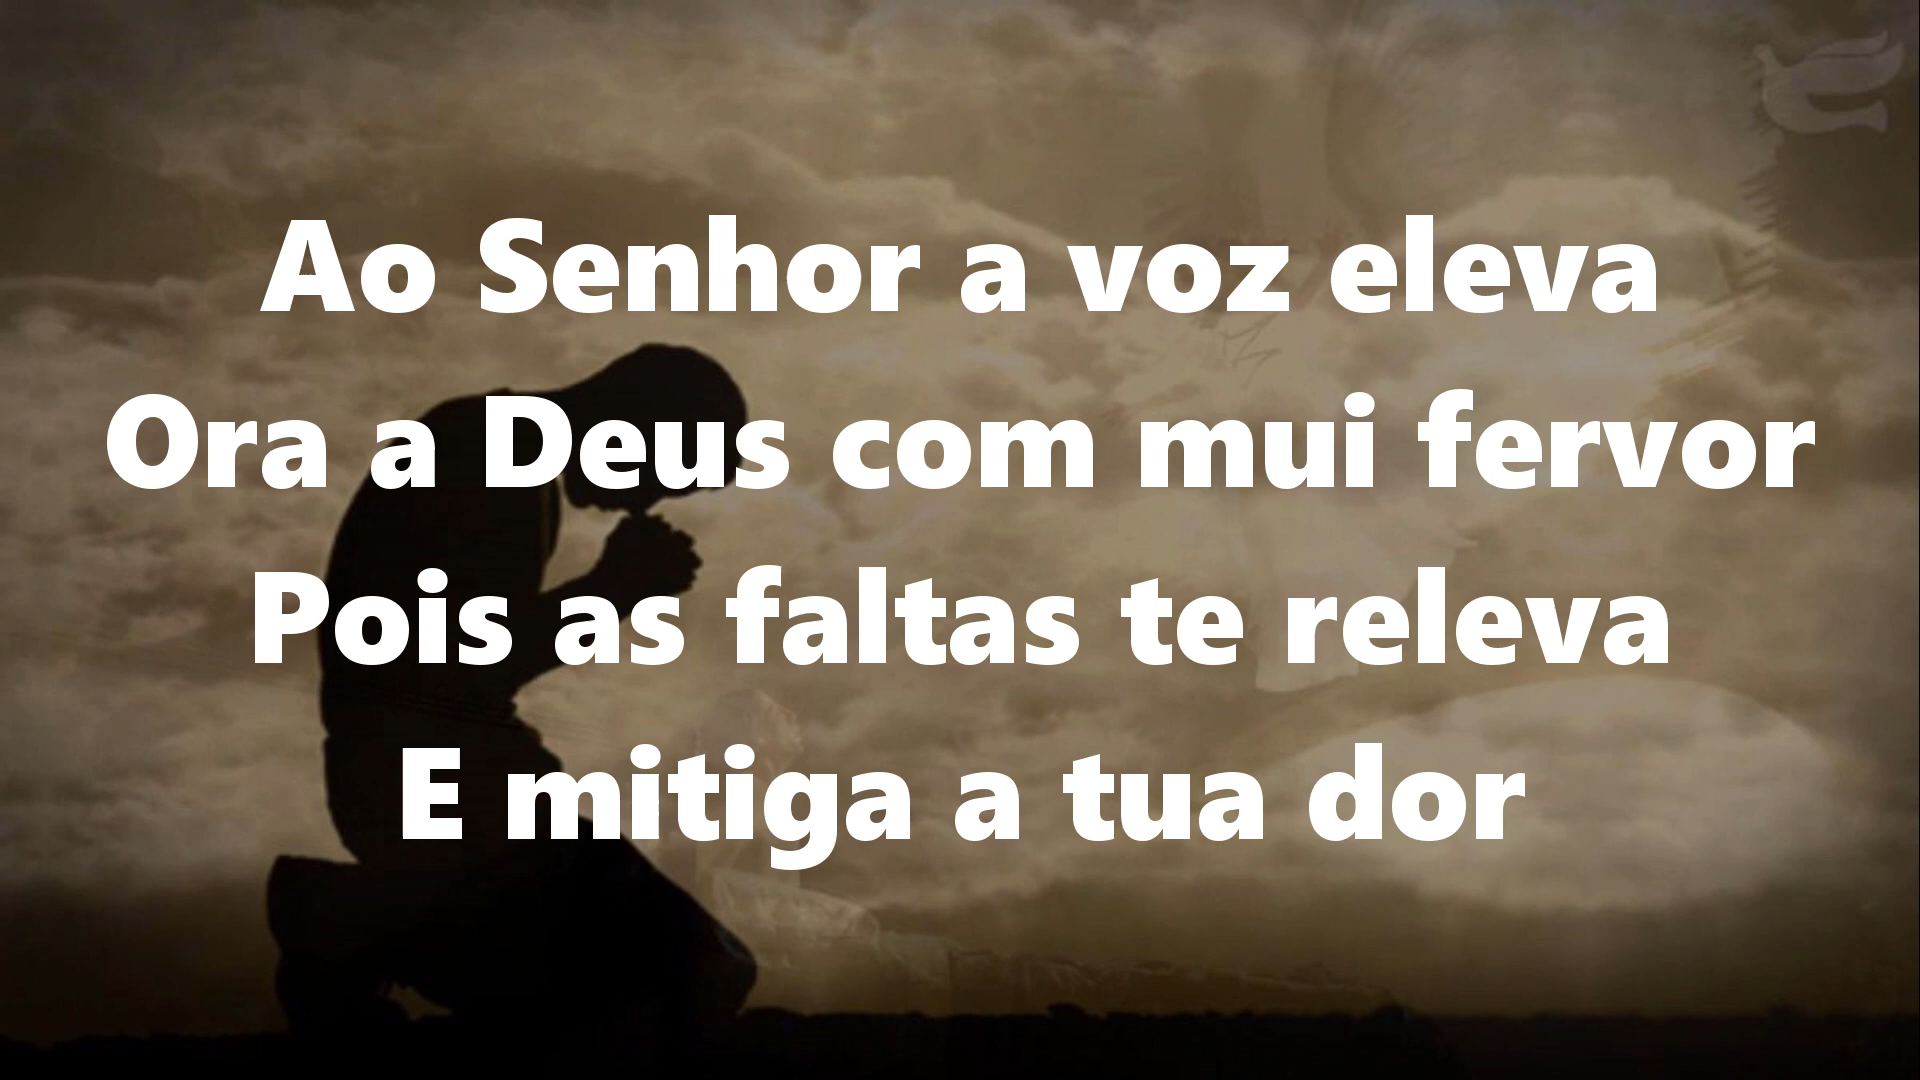 Ao Senhor a voz eleva
Ora a Deus com mui fervor
Pois as faltas te releva
E mitiga a tua dor